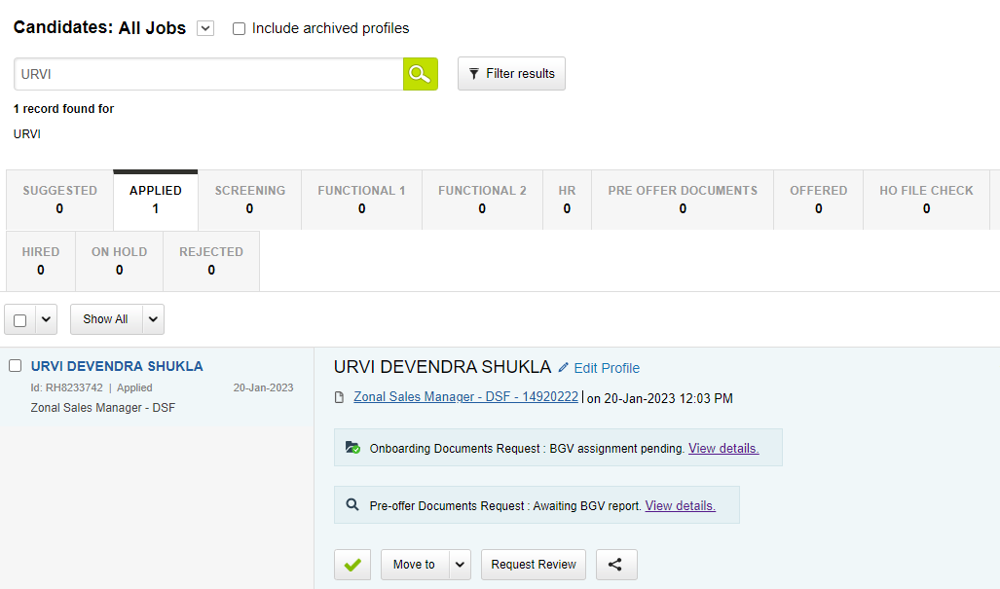 Candidates: All Jobs Include archived profiles
URVI Filter results
1 record found for
URVI
SUGGESTED APPLIED SCREENING FUNCTIONAL 1 FUNCTIONAL 2 HR PRE OFFER DOCUMENTS OFFERED HO FILE CHECK
0 1 0 0 0 0 0 0 0
HIRED ON HOLD REJECTED
0 0 0
Show All
URVI DEVENDRA SHUKLA
Id: RH8233742 | Applied 20-Jan-2023
Zonal Sales Manager - DSF
URVI DEVENDRA SHUKLA Edit Profile
Zonal Sales Manager - DSF - 14920222 | on 20-Jan-2023 12:03 PM
Onboarding Documents Request : BGV assignment pending. View details.
Pre-offer Documents Request : Awaiting BGV report. View details.
Move to Request Review